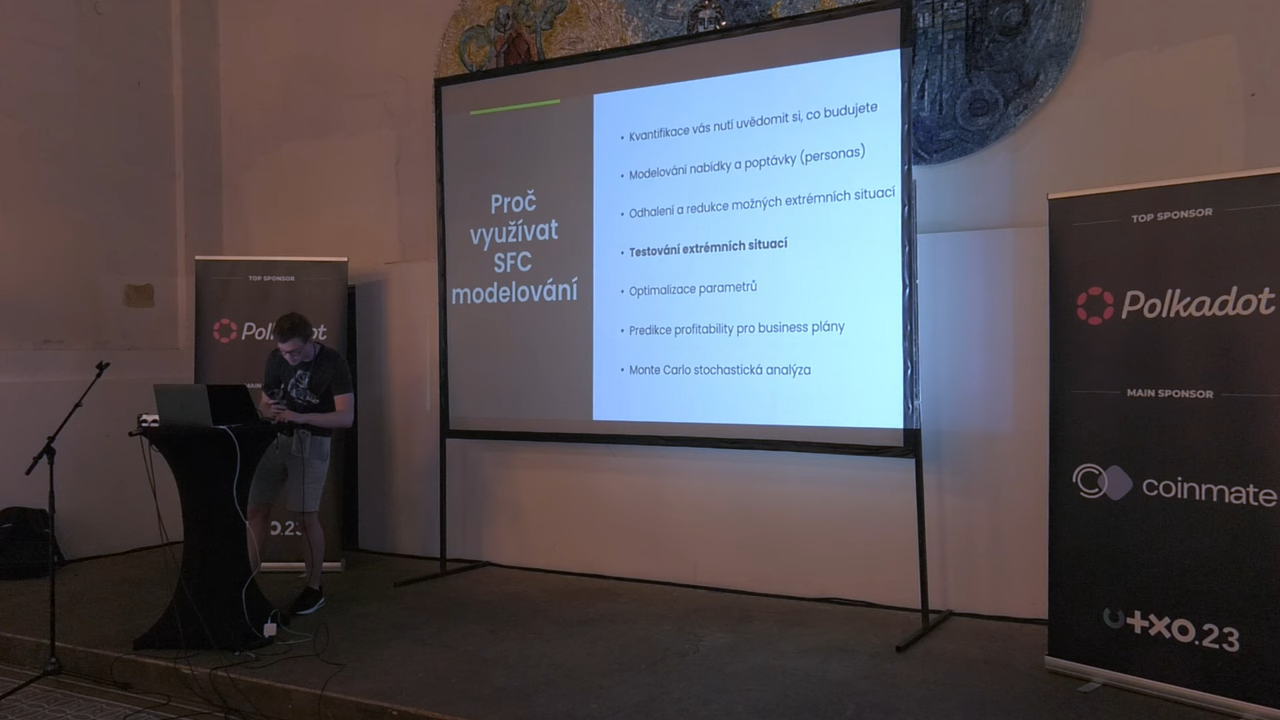 Proč
využívat
SFC
modelování
• Kvantifikace vás nutí uvědomit si, co budujete
• Modelování nabídky a poptávky (personas)
• Odhalení a redukce možných extrémních situací
• Testování extrémních situací
• Optimalizace parametrů
• Predikce profitability pro business plány
• Monte Carlo stochastická analýza
TOP SPONSOR
MAIN
TOP SPONSOR
Polkadot
MAIN SPONSOR
coinmate
utxo.23